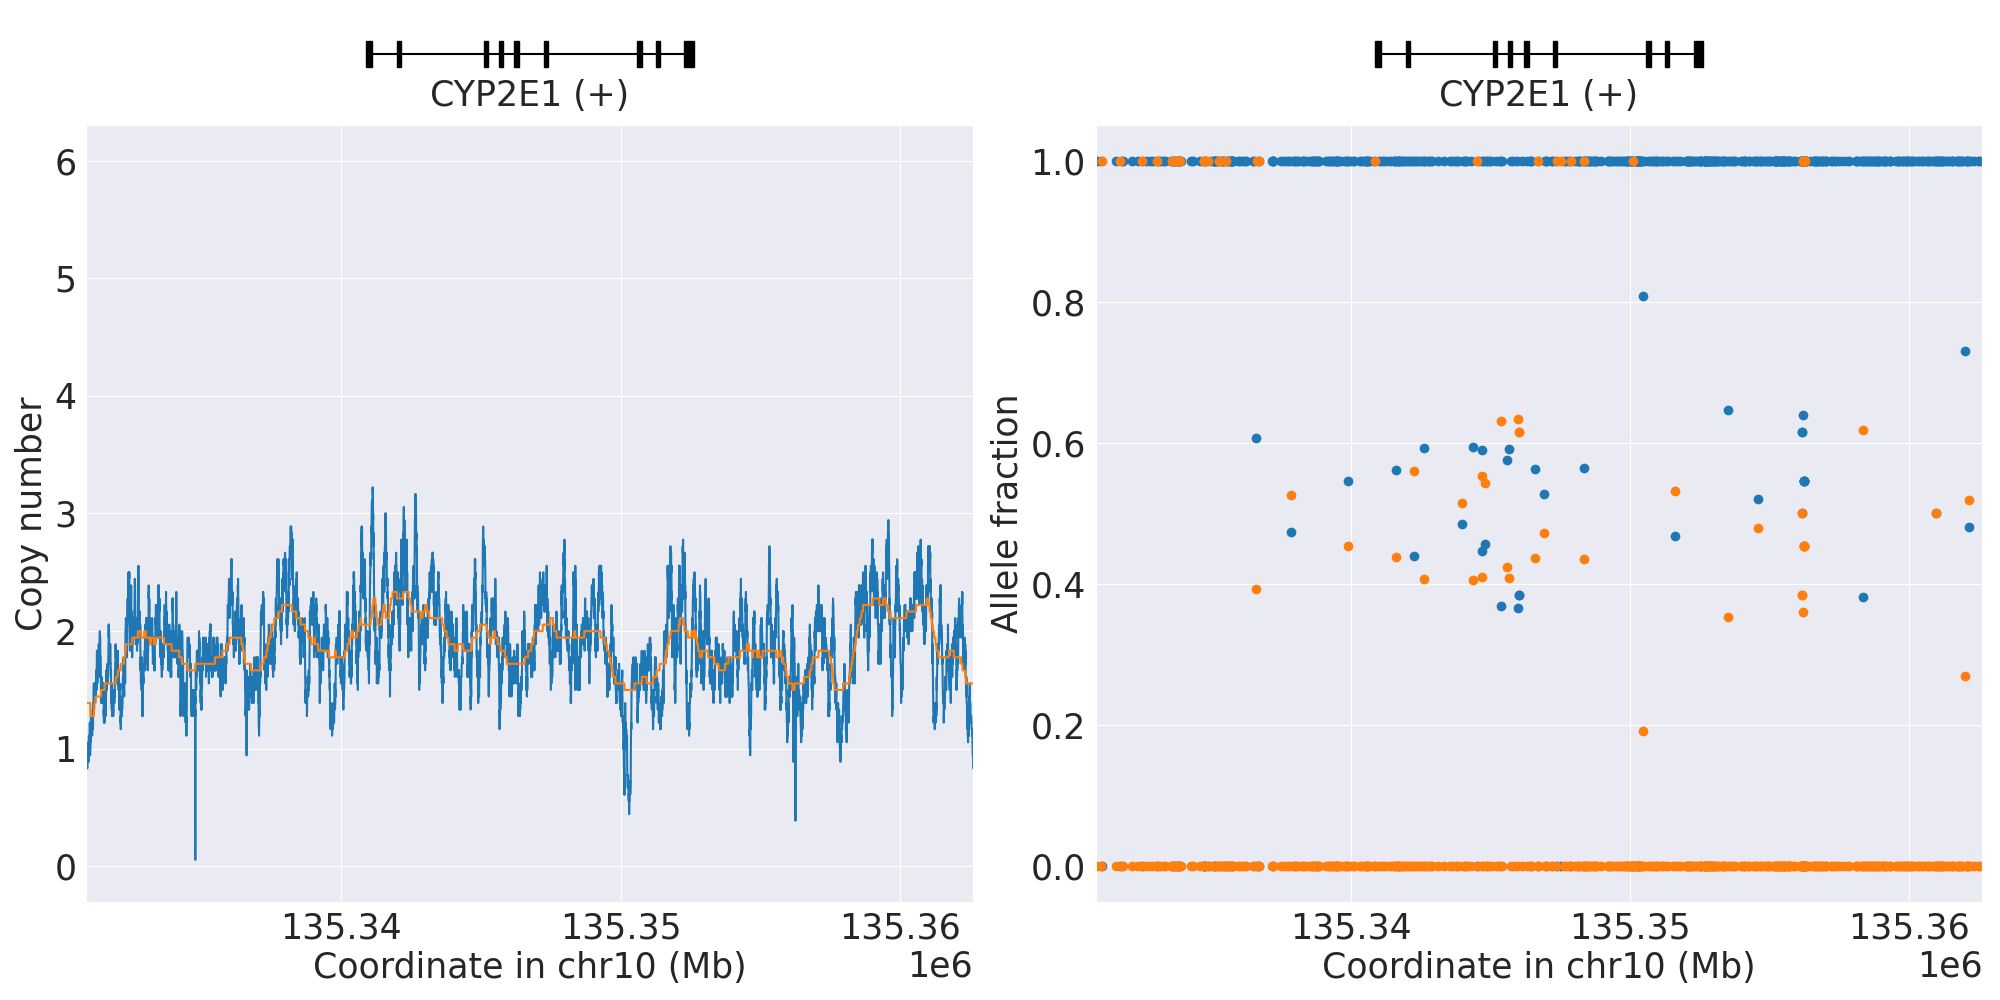 CYP2E1 (+)
6
5
4
3
2
1
0
Copy number
135.34
135.35
135.36
Coordinate in chr10 (Mb)
1e6
CYP2E1 (+)
1.0
0.8
0.6
0.4
0.2
0.0
Allele fraction
135.34
135.35
135.36
Coordinate in chr10 (Mb)
1e6